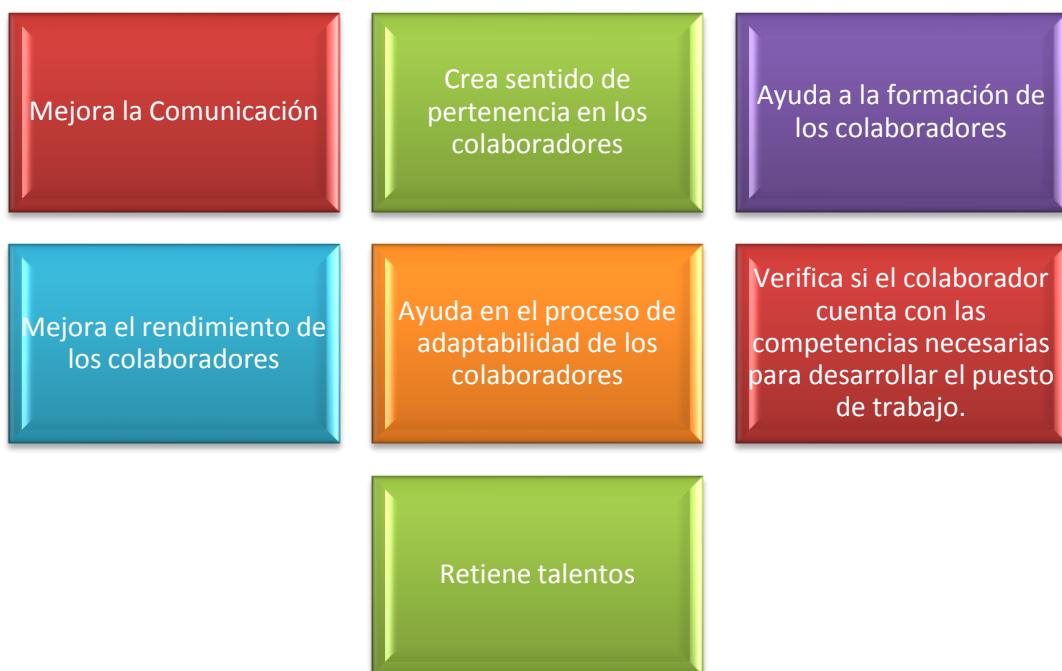 Mejora la Comunicación
Crea sentido de
pertenencia en los
colaboradores
Ayuda a la formación de
los colaboradores
Mejora el rendimiento de
los colaboradores
Ayuda en el proceso de
adaptabilidad de los
colaboradores
Verifica si el colaborador
cuenta con las
competencias necesarias
para desarrollar el puesto
de trabajo.
Retiene talentos